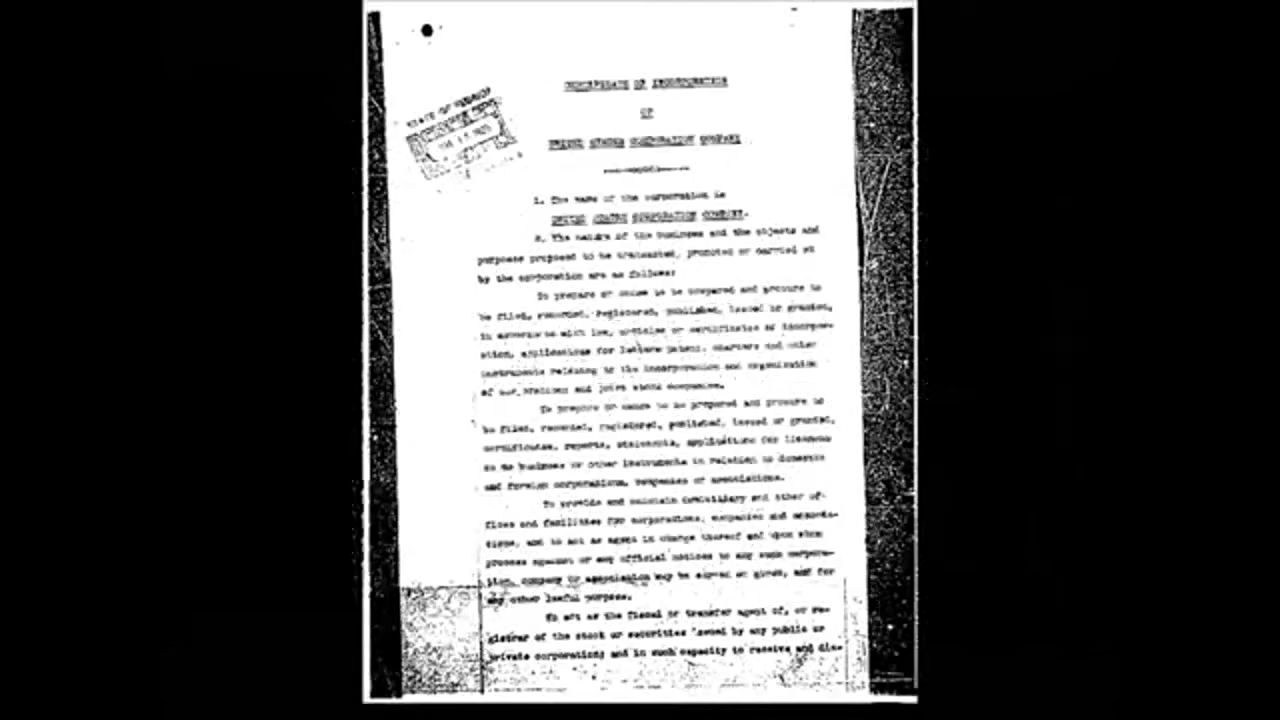 CERTIFICATE OF INCORPORATION
OF
UNITED STATES CORPORATION COMPANY
STATE OF
1. The name of the corporation is
UNITED STATES CORPORATION COMPANY.
2. The nature of the business and the objects and
purposes proposed to be transacted, promoted or carried on
by the corporation are as follows:
To prepare or cause to be prepared and procure to
be filed, recorded, registered, published, issued or granted,
in accordance with law, articles or certificates of incorpor-
ation, applications for letters patent, charters and other
instruments relating to the incorporation and organization
of corporations and joint stock companies.
To prepare or cause to be prepared and procure to
be filed, recorded, registered, published, issued or granted,
certificates, reports, statements, applications for licenses
to do business or other instruments in relation to domestic
and foreign corporations, companies or associations.
To provide and maintain domiciliary and other of-
fices and facilities for corporations, companies and associa-
tions, and to act as agent in charge thereof and upon whom
process against or any official notices to any such corpora-
tion, company or association may be served or given, and for
any other lawful purpose.
To act as the fiscal or transfer agent of, or re-
gistrar of the stock or securities issued by any public or
private corporation; and in such capacity to receive and dis-